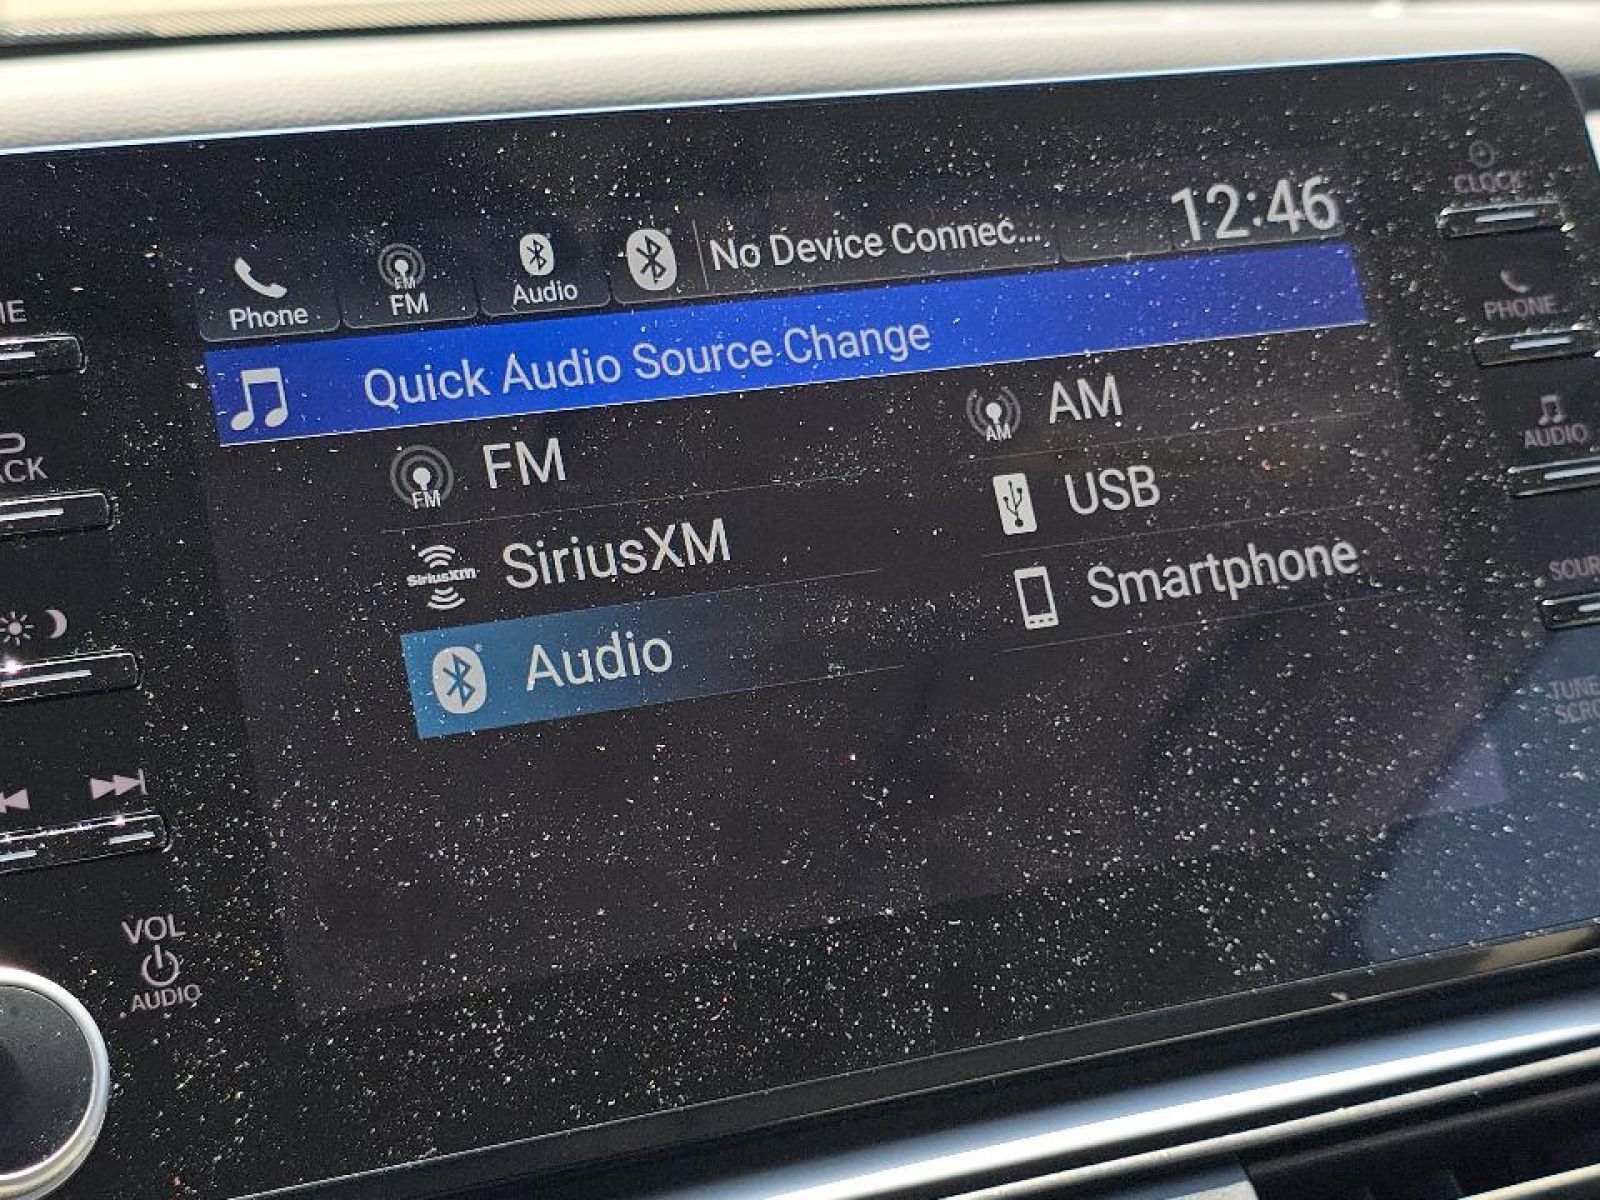 CLOCK
12:46
No Device Connec...
Phone
FM
FM
Audio
PHONE
Quick Audio Source Change
AM
AM
AUDIO
FM
FM
USB
SiriusXM
SiriusXM
Smartphone
Audio
VOL
AUDIO